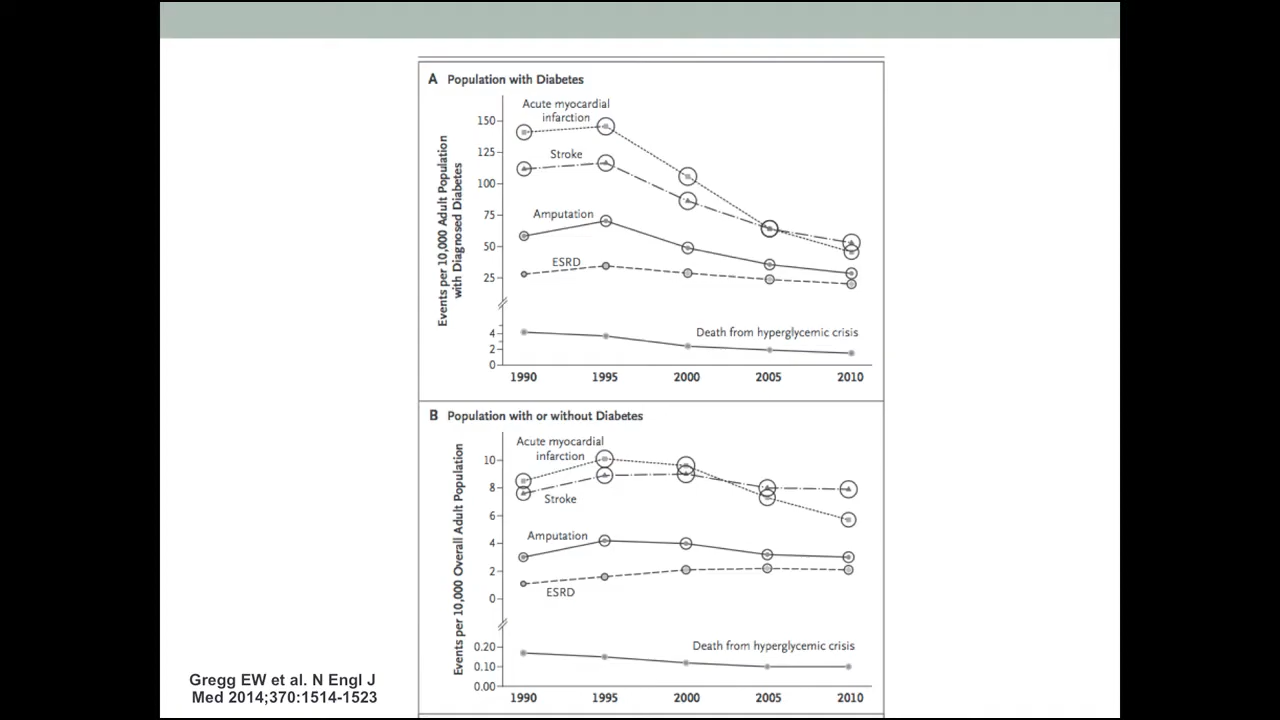 A Population with Diabetes
Events per 10,000 Adult Population
with Diagnosed Diabetes
150
125
100
75
50
25
4
2
0
Acute myocardial
infarction
Stroke
Amputation
ESRD
Death from hyperglycemic crisis
1990 1995 2000 2005 2010
B Population with or without Diabetes
Events per 10,000 Overall Adult Population
10
8
6
4
2
0
0.20
0.10
0.00
Acute myocardial
infarction
Stroke
Amputation
ESRD
Death from hyperglycemic crisis
1990 1995 2000 2005 2010
Gregg EW et al. N Engl J
Med 2014;370:1514-1523